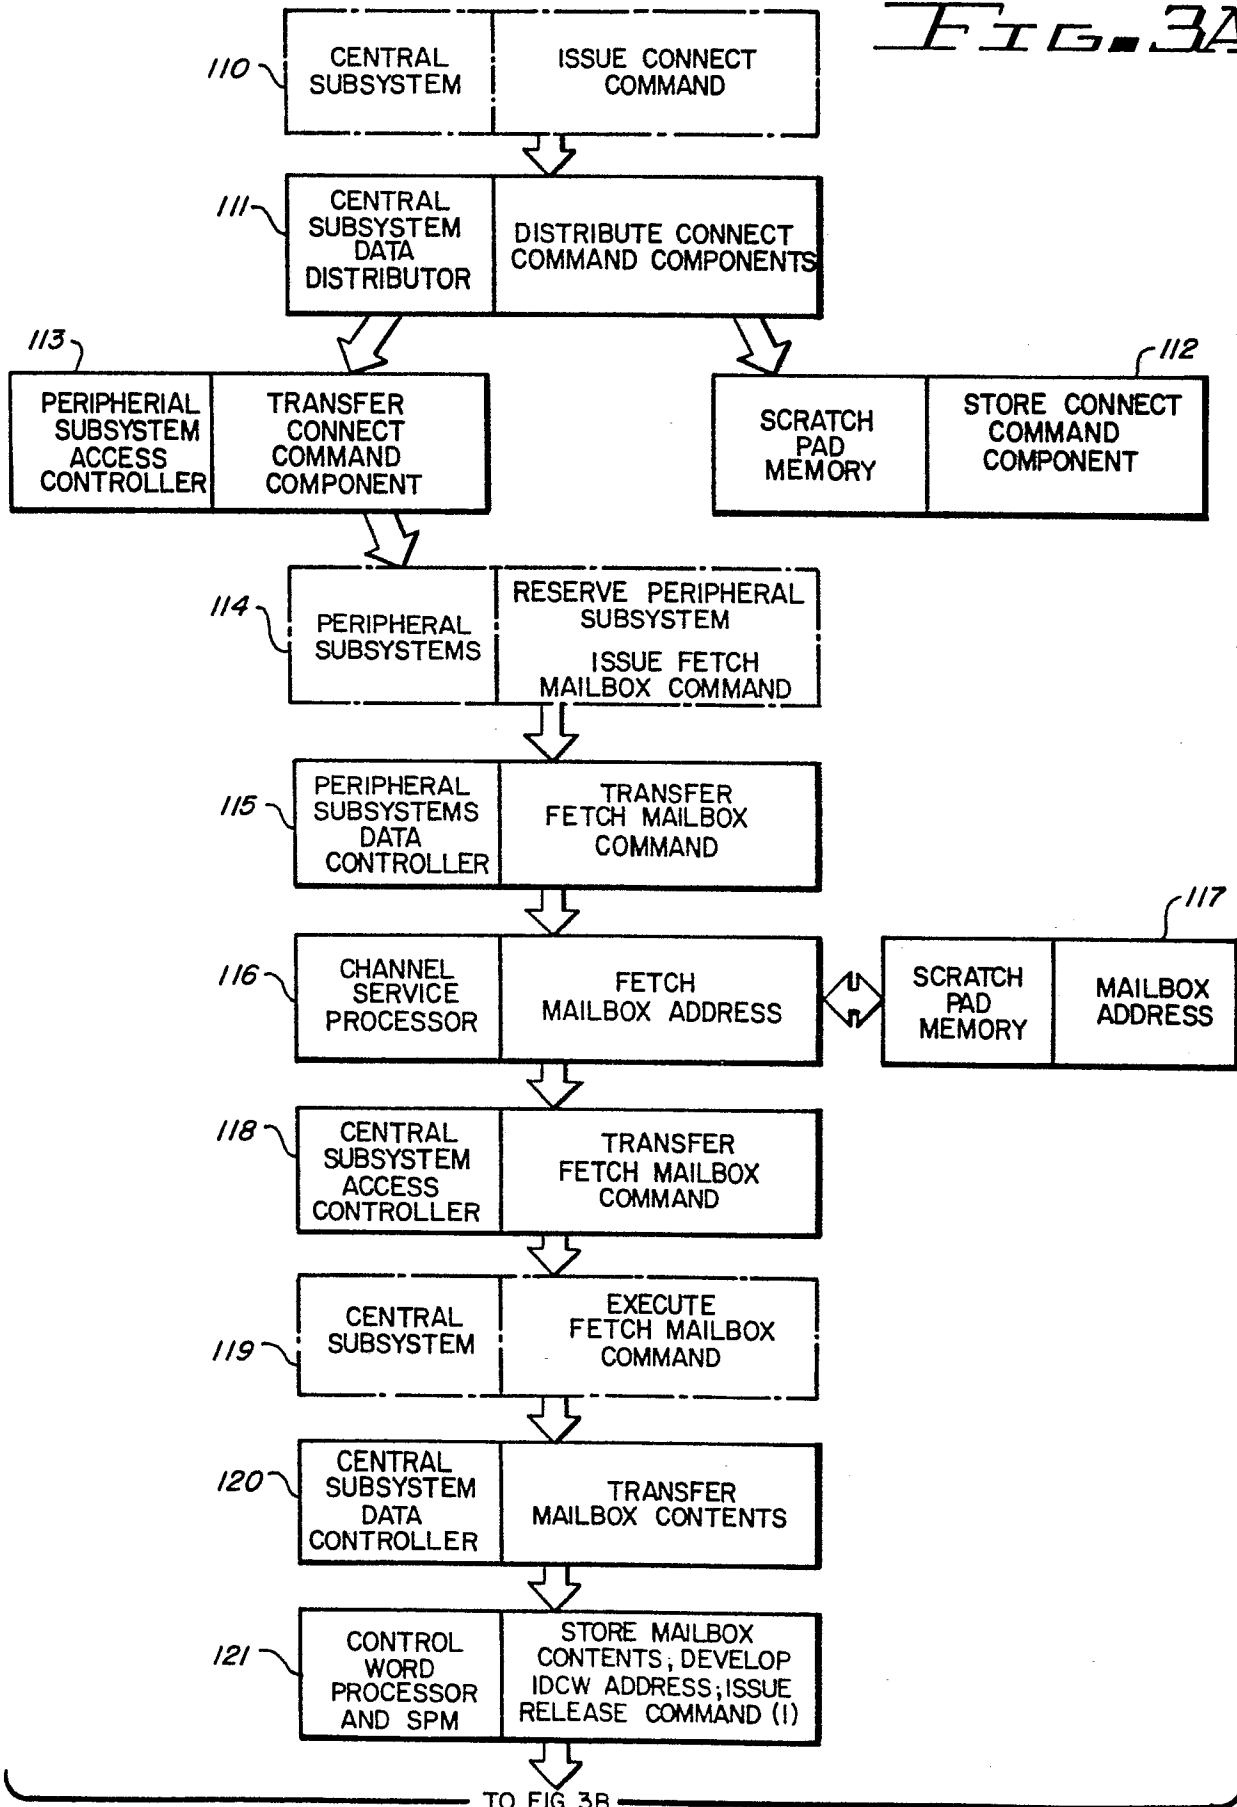 FIG. 3A
110
CENTRAL
SUBSYSTEM
ISSUE CONNECT
COMMAND
111
CENTRAL
SUBSYSTEM
DATA
DISTRIBUTOR
DISTRIBUTE CONNECT
COMMAND COMPONENTS
113
PERIPHERIAL
SUBSYSTEM
ACCESS
CONTROLLER
TRANSFER
CONNECT
COMMAND
COMPONENT
112
SCRATCH
PAD
MEMORY
STORE CONNECT
COMMAND
COMPONENT
114
PERIPHERAL
SUBSYSTEMS
RESERVE PERIPHERAL
SUBSYSTEM
ISSUE FETCH
MAILBOX COMMAND
115
PERIPHERAL
SUBSYSTEMS
DATA
CONTROLLER
TRANSFER
FETCH MAILBOX
COMMAND
116
CHANNEL
SERVICE
PROCESSOR
FETCH
MAILBOX ADDRESS
117
SCRATCH
PAD
MEMORY
MAILBOX
ADDRESS
118
CENTRAL
SUBSYSTEM
ACCESS
CONTROLLER
TRANSFER
FETCH MAILBOX
COMMAND
119
CENTRAL
SUBSYSTEM
EXECUTE
FETCH MAILBOX
COMMAND
120
CENTRAL
SUBSYSTEM
DATA
CONTROLLER
TRANSFER
MAILBOX CONTENTS
121
CONTROL
WORD
PROCESSOR
AND SPM
STORE MAILBOX
CONTENTS; DEVELOP
IDCW ADDRESS; ISSUE
RELEASE COMMAND (1)
TO FIG. 3B